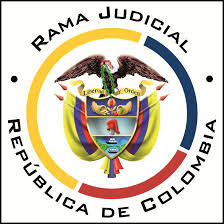 RAMA JUDICIAL
Libertad y Orden
REPÚBLICA DE COLOMBIA